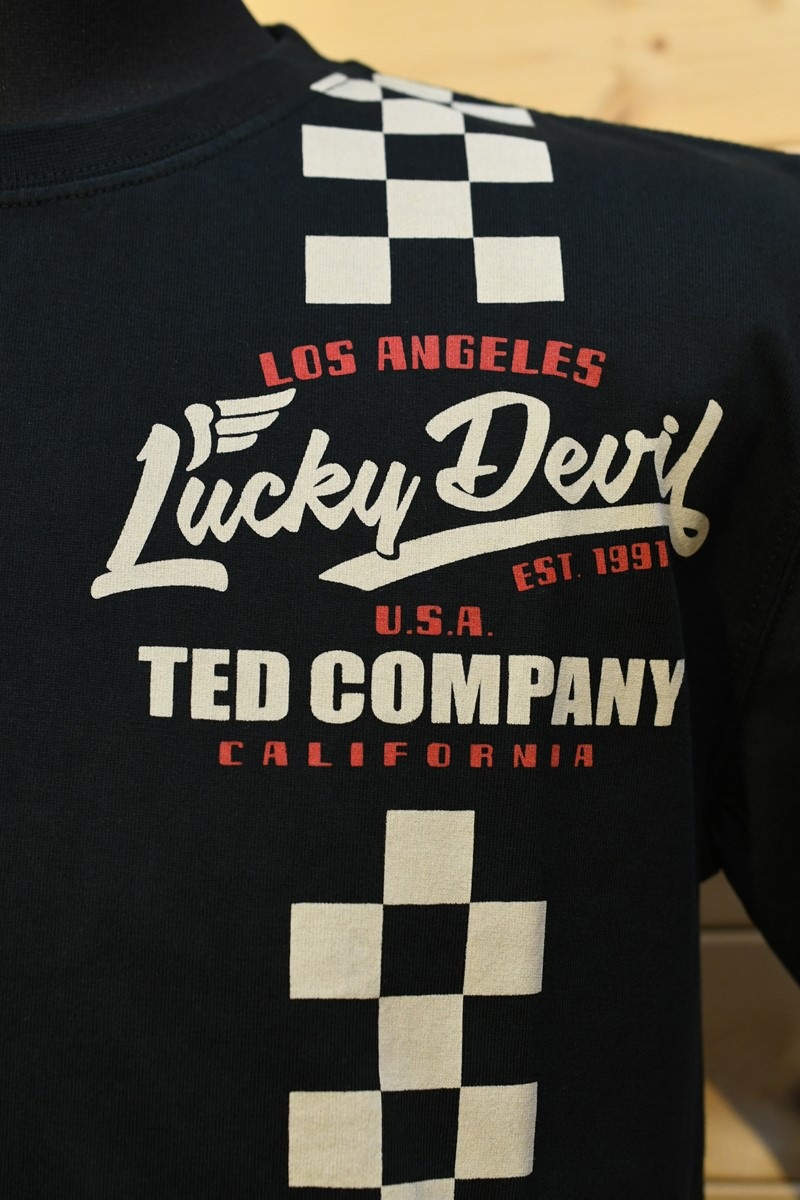 LOS ANGELES
Lucky Devil
EST. 1991
U.S.A.
TED COMPANY
CALIFORNIA